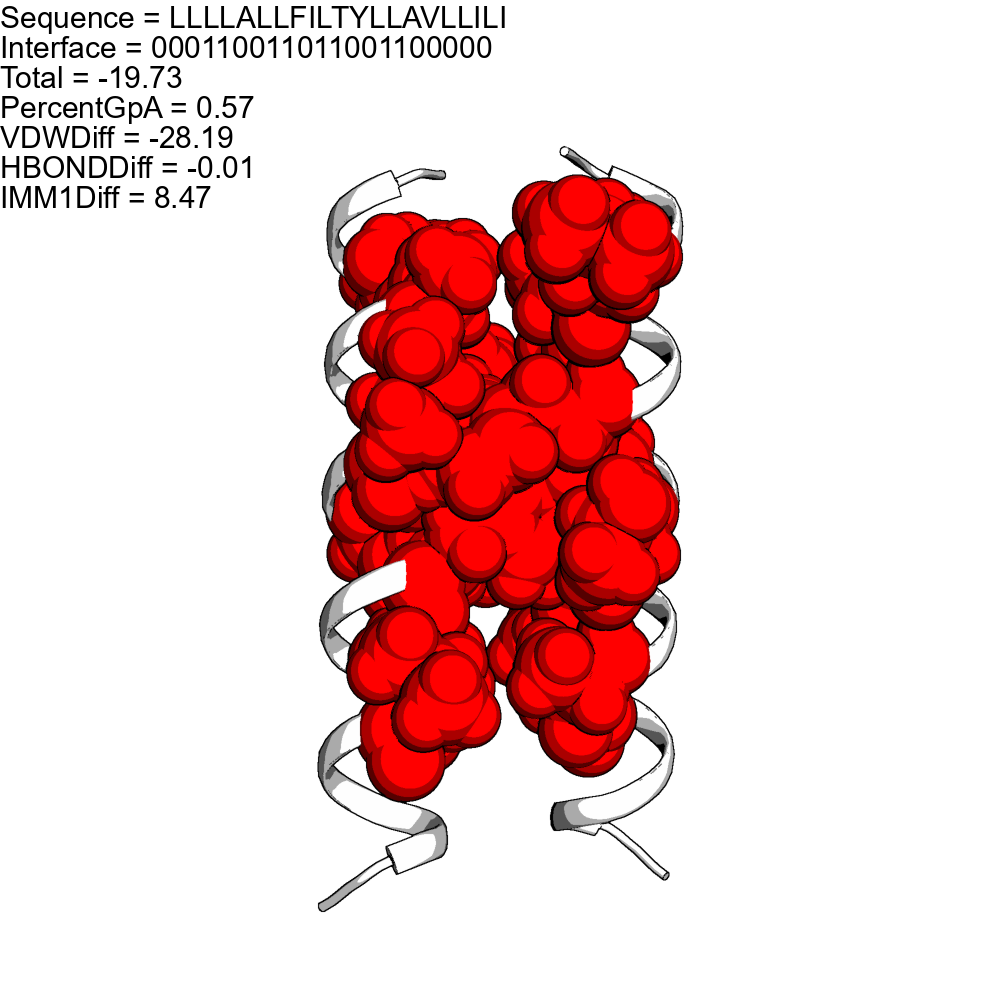 Sequence = LLLLALLFILTYLLAVLLILI
Interface = 000110011011001100000
Total = -19.73
PercentGpA = 0.57
VDWDiff = -28.19
HBONDDiff = -0.01
IMM1Diff = 8.47